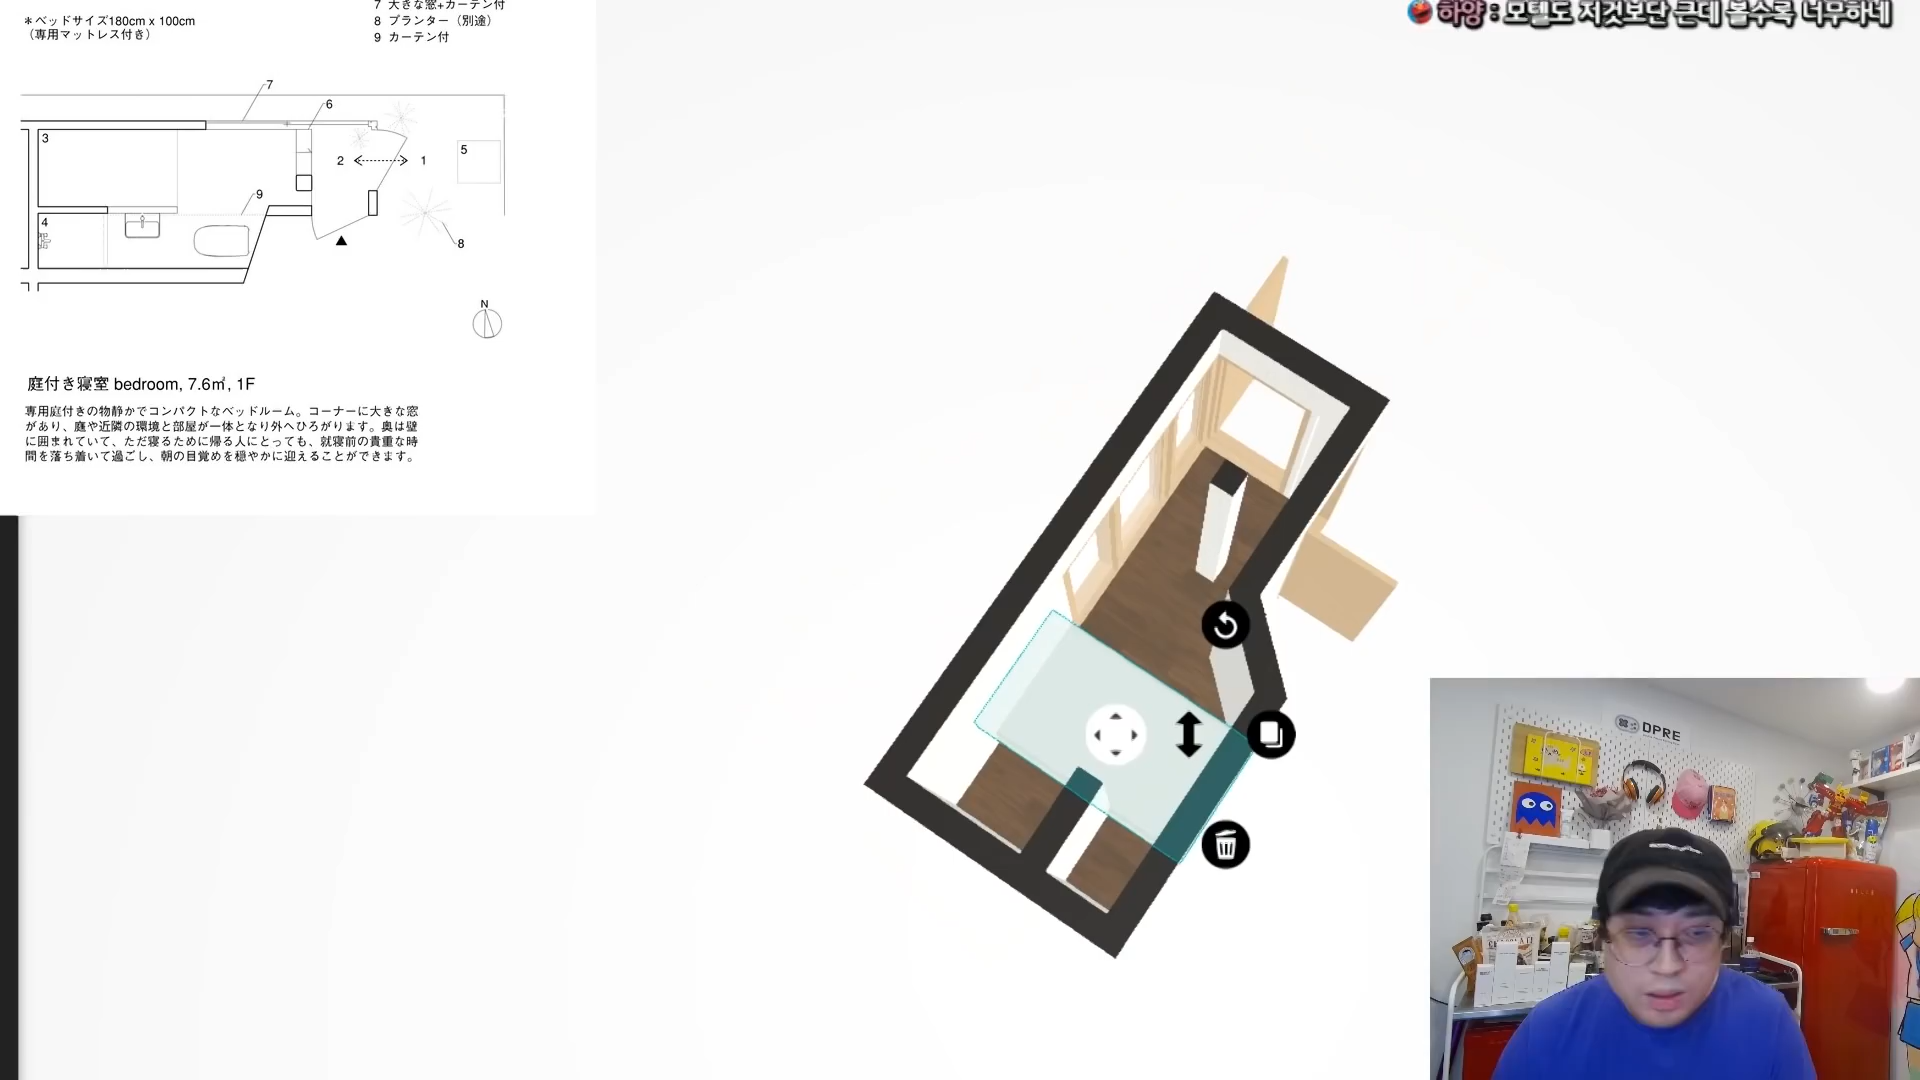 7 大きな窓+カーテン付
＊ベッドサイズ180cm x 100cm
8 プランター（別途）
（専用マットレス付き）
9 カーテン付
하양 : 모텔도 저것보단 큰데 볼수록 너무하네
7
6
3
2
1
5
9
4
8
N
庭付き寝室 bedroom, 7.6㎡, 1F
専用庭付きの物静かでコンパクトなベッドルーム。コーナーに大きな窓
があり、庭や近隣の環境と部屋が一体となり外へひろがります。奥は壁
に囲まれていて、ただ寝るために帰る人にとっても、就寝前の貴重な時
間を落ち着いて過ごし、朝の目覚めを穏やかに迎えることができます。
DPRE